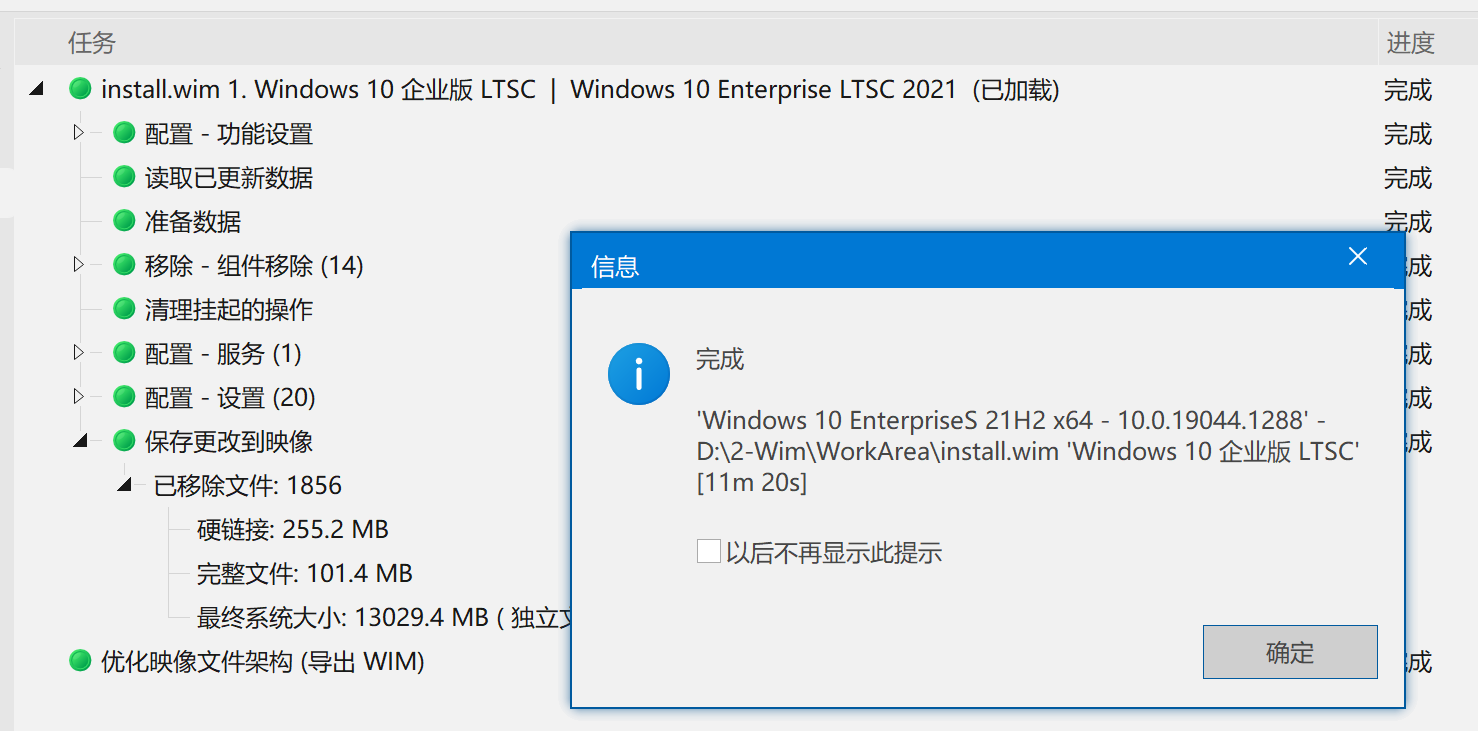 任务
进度
install.wim 1. Windows 10 企业版 LTSC | Windows 10 Enterprise LTSC 2021 (已加载)
完成
配置 - 功能设置
完成
读取已更新数据
完成
准备数据
完成
移除 - 组件移除 (14)
成
清理挂起的操作
成
配置 - 服务 (1)
成
配置 - 设置 (20)
成
保存更改到映像
成
已移除文件: 1856
硬链接: 255.2 MB
完整文件: 101.4 MB
最终系统大小: 13029.4 MB ( 独立
优化映像文件架构 (导出 WIM)
成
信息
完成
'Windows 10 EnterpriseS 21H2 x64 - 10.0.19044.1288' -
D:\2-Wim\WorkArea\install.wim 'Windows 10 企业版 LTSC'
[11m 20s]
以后不再显示此提示
确定